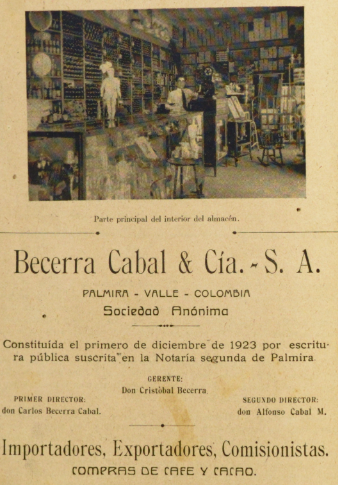 Parte principal del interior del almacén.
Becerra Cabal & Cía. - S. A.
PALMIRA - VALLE - COLOMBIA
Sociedad Anónima
Constituída el primero de diciembre de 1923 por escritu-
ra pública suscrita en la Notaría segunda de Palmira
GERENTE:
Don Cristóbal Becerra
PRIMER DIRECTOR:
don Carlos Becerra Cabal.
SEGUNDO DIRECTOR:
don Alfonso Cabal M.
Importadores, Exportadores, Comisionistas.
COMPRAS DE CAFE Y CACAO.